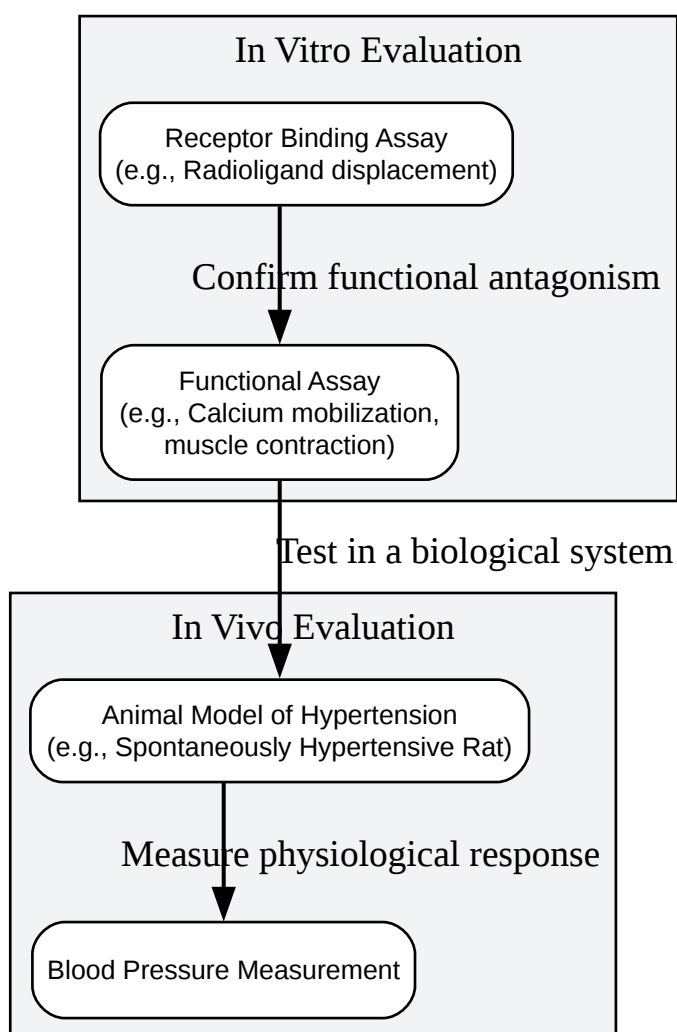 In Vitro Evaluation
Receptor Binding Assay
(e.g., Radioligand displacement)
Confirm functional antagonism
Functional Assay
(e.g., Calcium mobilization,
muscle contraction)
Test in a biological system
In Vivo Evaluation
Animal Model of Hypertension
(e.g., Spontaneously Hypertensive Rat)
Measure physiological response
Blood Pressure Measurement